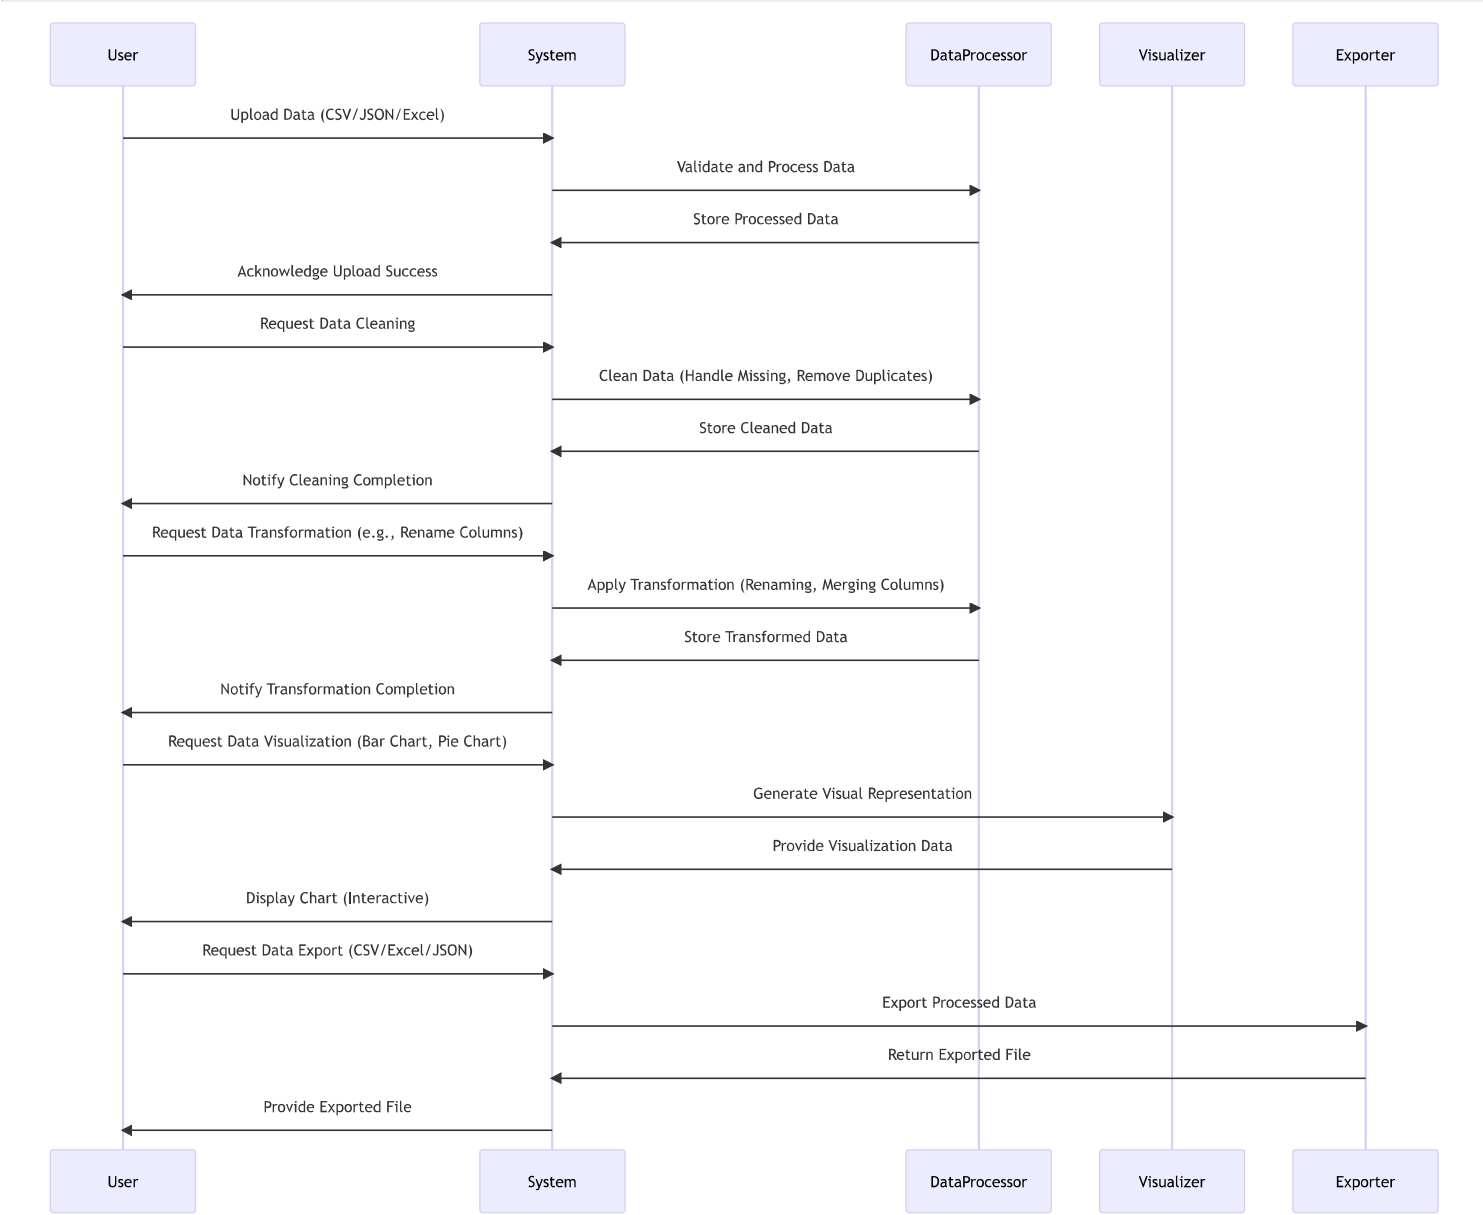 User
System
DataProcessor
Visualizer
Exporter
Upload Data (CSV/JSON/Excel)
Validate and Process Data
Store Processed Data
Acknowledge Upload Success
Request Data Cleaning
Clean Data (Handle Missing, Remove Duplicates)
Store Cleaned Data
Notify Cleaning Completion
Request Data Transformation (e.g., Rename Columns)
Apply Transformation (Renaming, Merging Columns)
Store Transformed Data
Notify Transformation Completion
Request Data Visualization (Bar Chart, Pie Chart)
Generate Visual Representation
Provide Visualization Data
Display Chart (Interactive)
Request Data Export (CSV/Excel/JSON)
Export Processed Data
Return Exported File
Provide Exported File
User
System
DataProcessor
Visualizer
Exporter